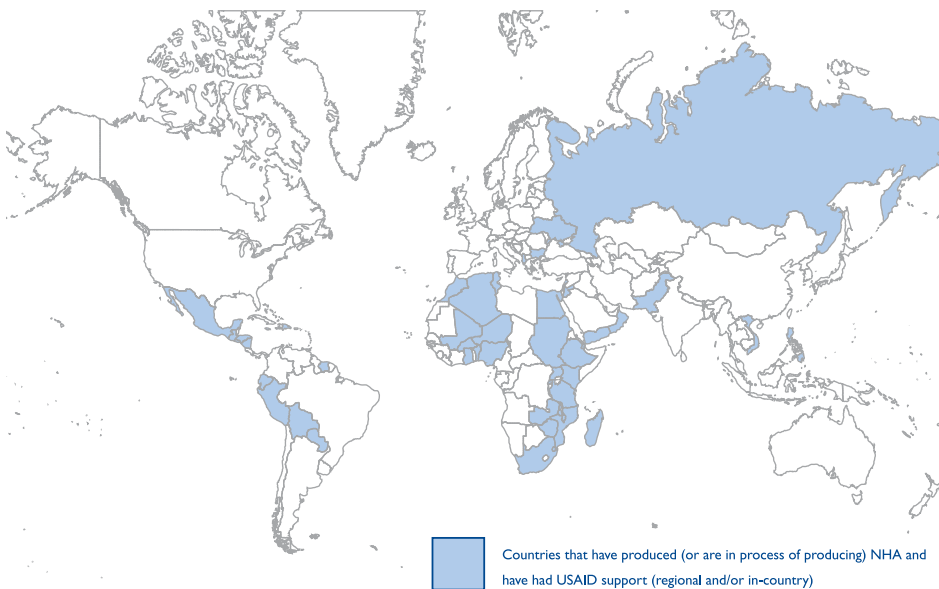 Countries that have produced (or are in process of producing) NHA and
have had USAID support (regional and/or in-country)